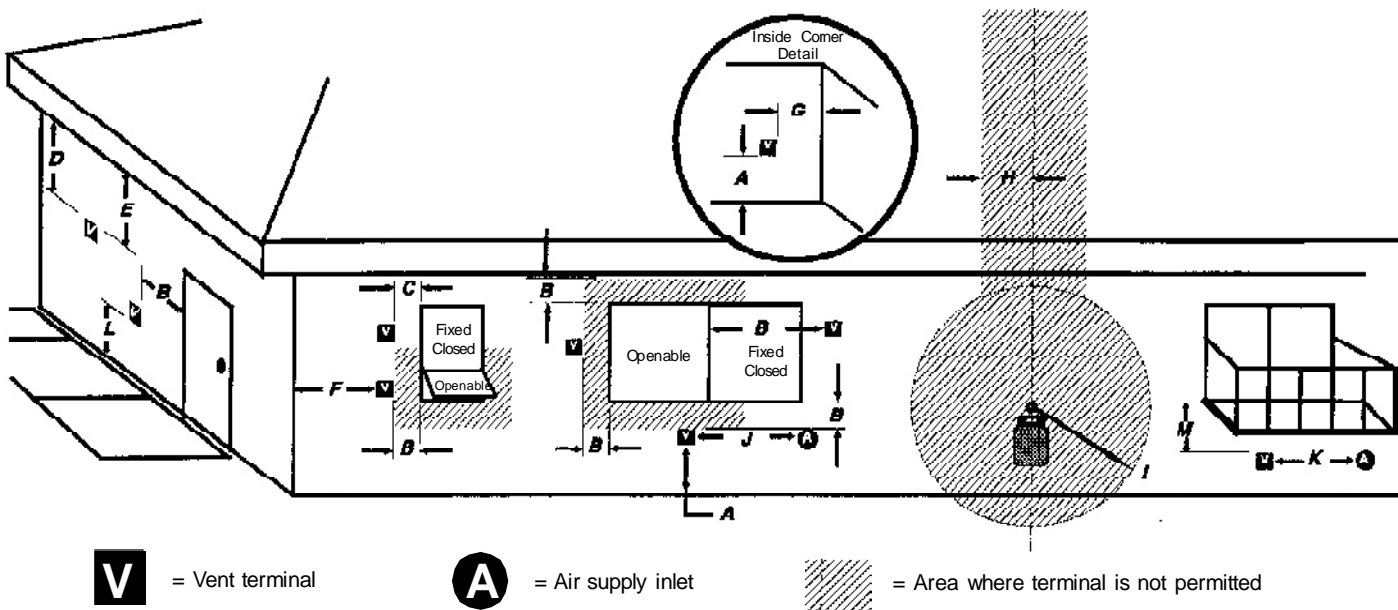 Inside Corner
Detail
G
V
A
H
D
E
V
B
V
L
C
V
Fixed
Closed
Openable
F
V
B
B
V
Openable
Fixed
Closed
B
V
B
B
V
J
A
A
I
M
V
K
A
V = Vent terminal
A = Air supply inlet
= Area where terminal is not permitted